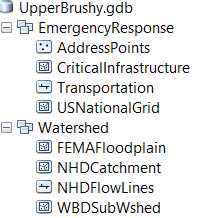 UpperBrushy.gdb
EmergencyResponse
AddressPoints
CriticalInfrastructure
Transportation
USNationalGrid
Watershed
FEMAFloodplain
NHDCatchment
NHDFlowLines
WBDSubWshed